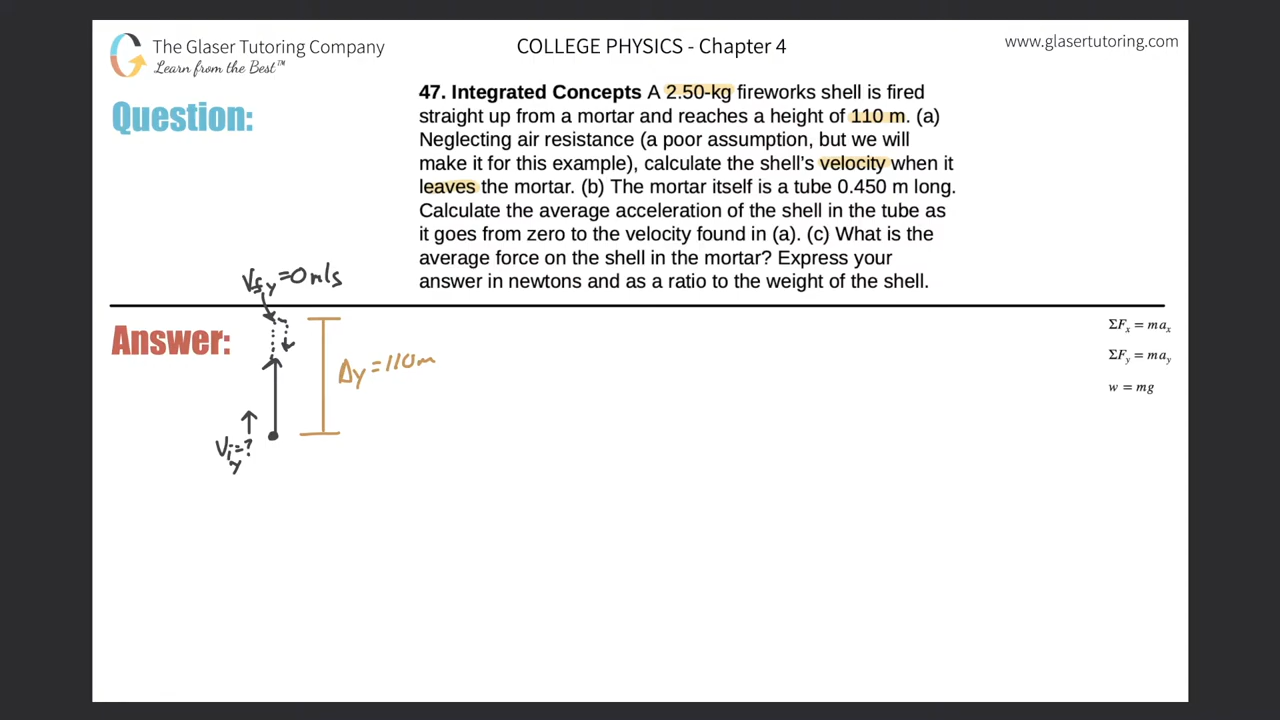 The Glaser Tutoring Company
Learn from the Best™
COLLEGE PHYSICS - Chapter 4
www.glasertutoring.com
Question:
47. Integrated Concepts A 2.50-kg fireworks shell is fired
straight up from a mortar and reaches a height of 110 m. (a)
Neglecting air resistance (a poor assumption, but we will
make it for this example), calculate the shell's velocity when it
leaves the mortar. (b) The mortar itself is a tube 0.450 m long.
Calculate the average acceleration of the shell in the tube as
it goes from zero to the velocity found in (a). (c) What is the
average force on the shell in the mortar? Express your
answer in newtons and as a ratio to the weight of the shell.
Answer:
Vfy=0m/s
Δy=110m
Viy=?
ΣFx = max
ΣFy = may
w = mg